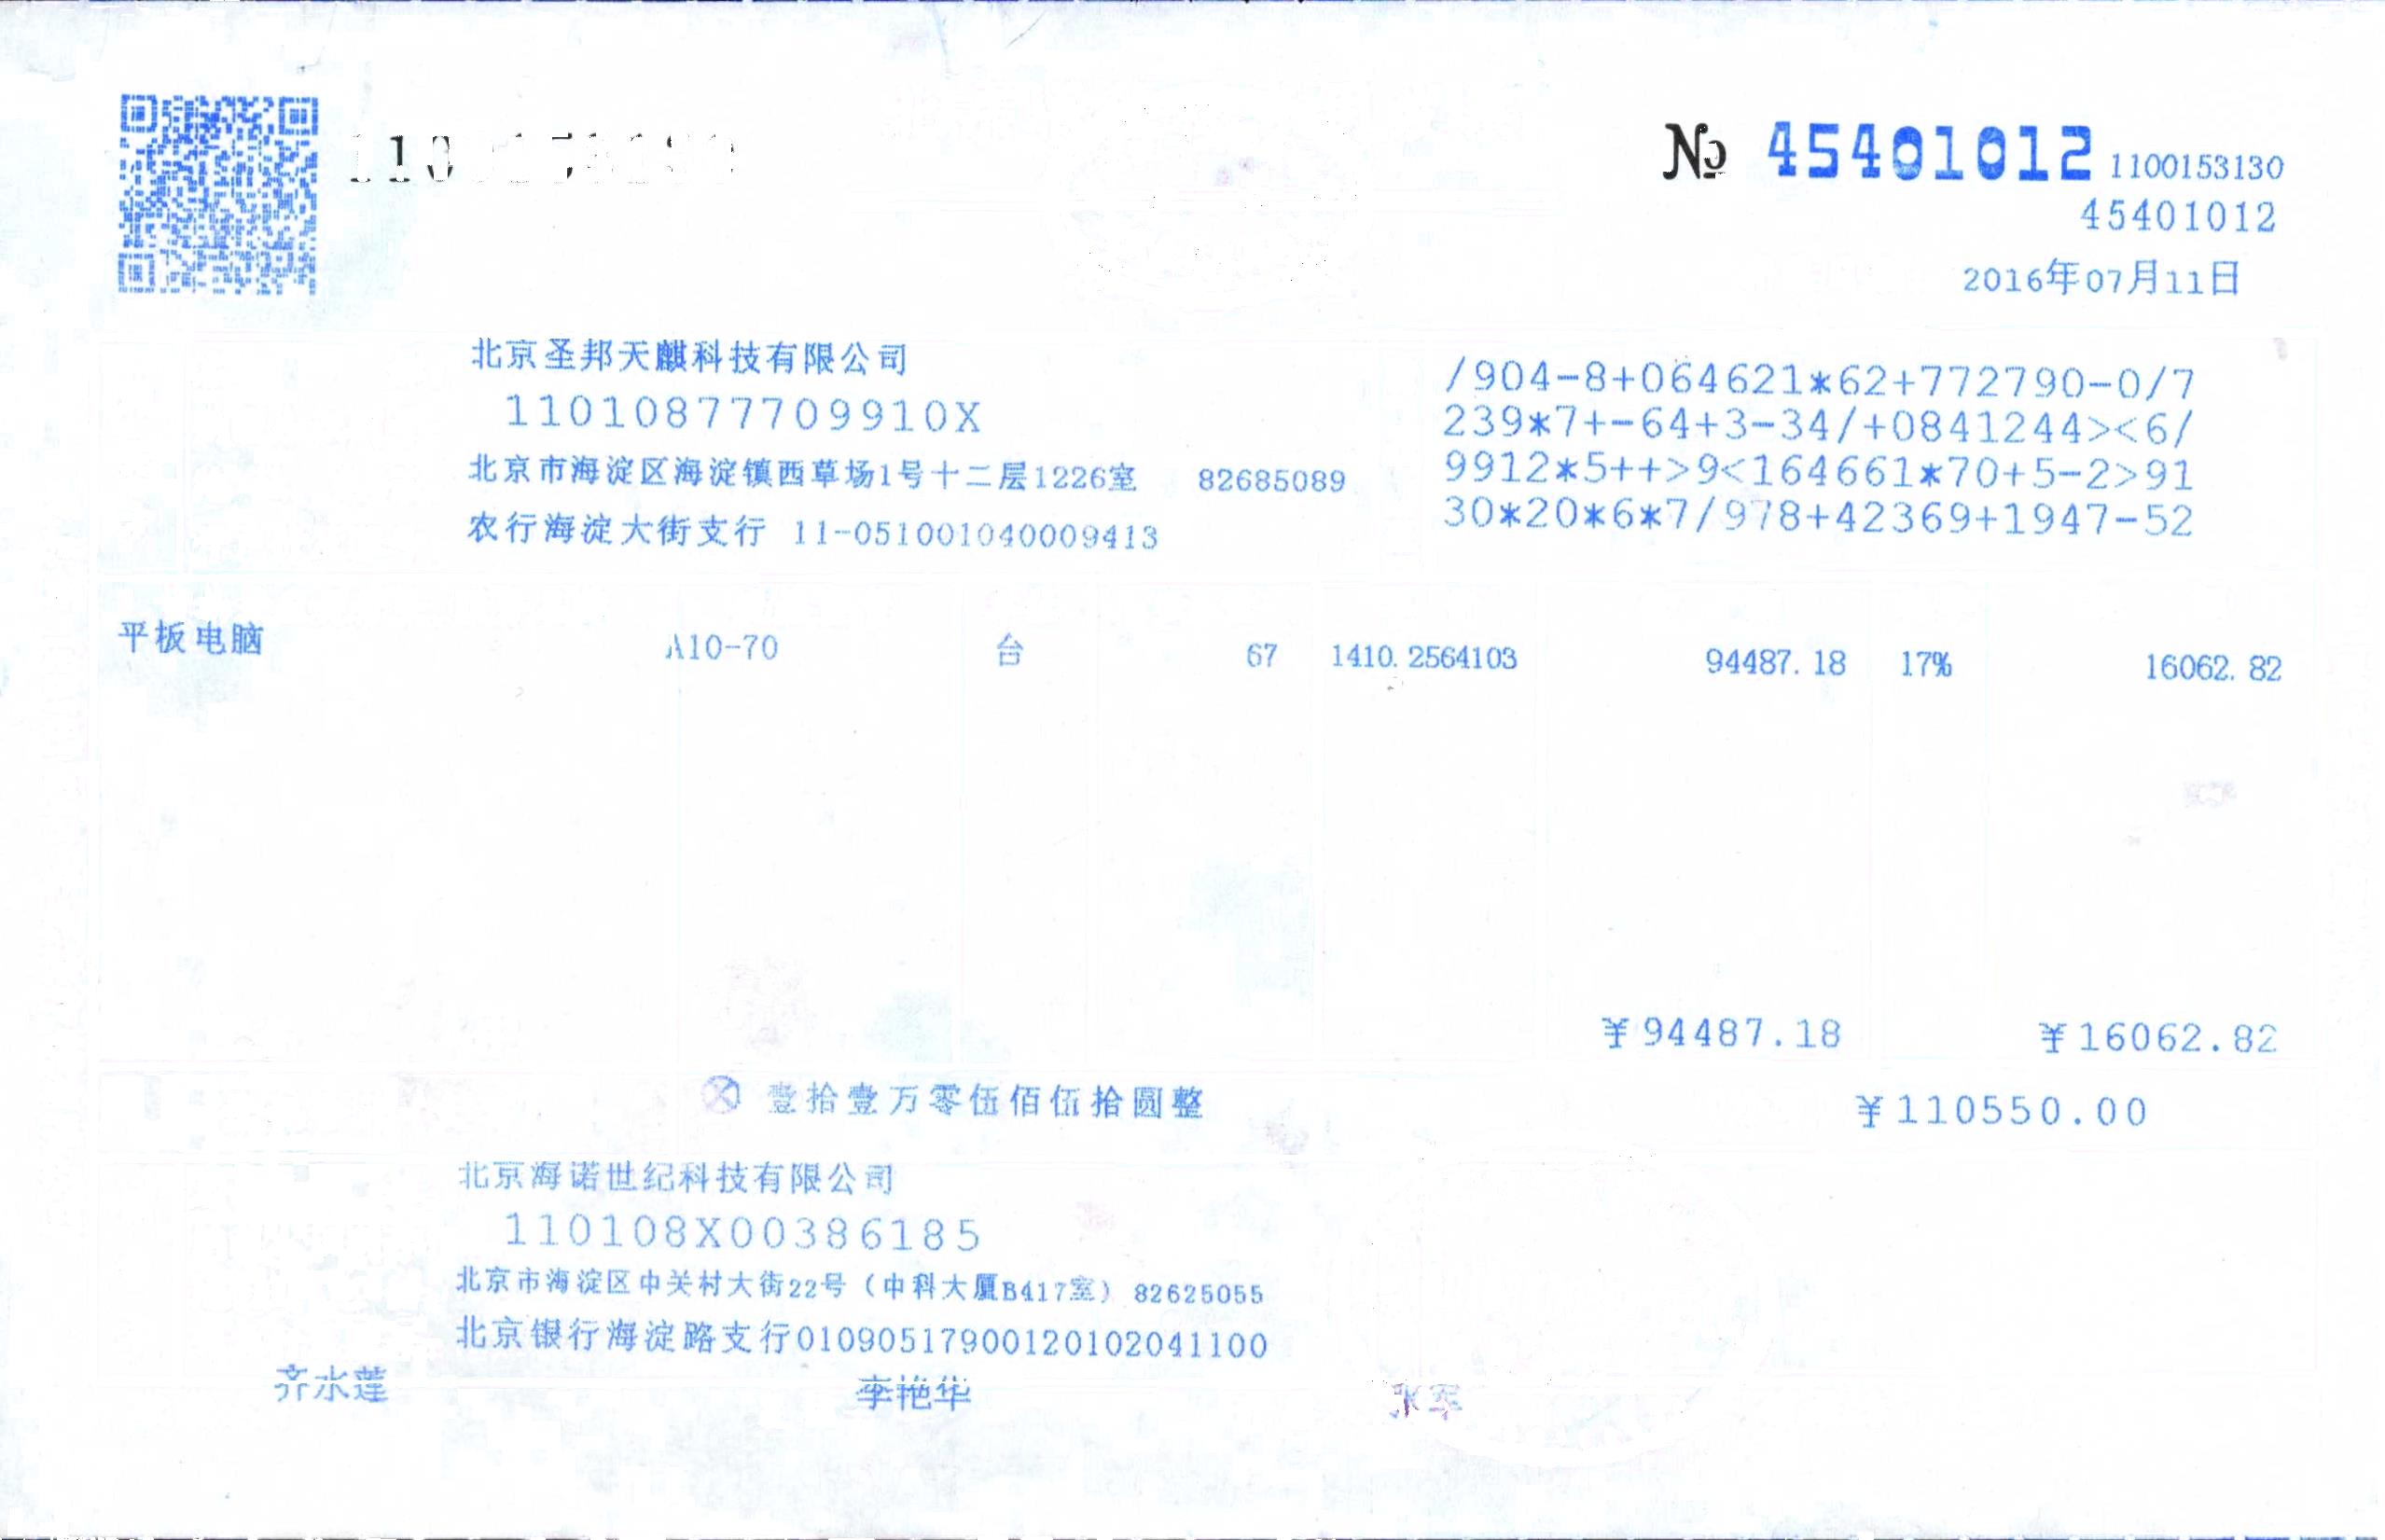 № 45401012 1100153130
45401012
2016年07月11日
北京圣邦天麒科技有限公司
11010877709910X
北京市海淀区海淀镇西草场1号十二层1226室 82685089
农行海淀大街支行 11-051001040009413
/904-8+064621*62+772790-0/7
239*7+-64+3-34/+0841244><6/
9912*5++>9<164661*70+5-2>91
30*20*6*7/978+42369+1947-52
平板电脑 A10-70 台 67 1410.2564103 94487.18 17% 16062.82
¥94487.18 ¥16062.82
ⓧ 壹拾壹万零伍佰伍拾圆整 ¥110550.00
北京海诺世纪科技有限公司
110108X00386185
北京市海淀区中关村大街22号（中科大厦B417室）82625055
北京银行海淀路支行01090517900120102041100
齐水莲 李艳华